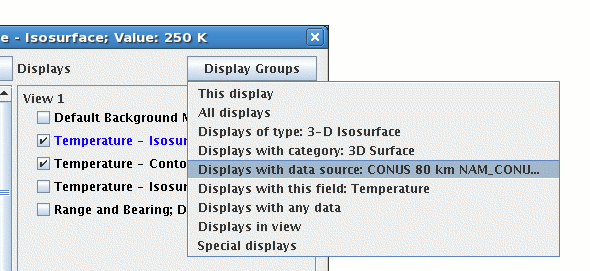 e - Isosurface; Value: 250 K
Displays
Display Groups
View 1
Default Background M
Temperature - Isosur
Temperature - Conto
Temperature - Isosur
Range and Bearing; D
This display
All displays
Displays of type: 3-D Isosurface
Displays with category: 3D Surface
Displays with data source: CONUS 80 km NAM_CONU...
Displays with this field: Temperature
Displays with any data
Displays in view
Special displays